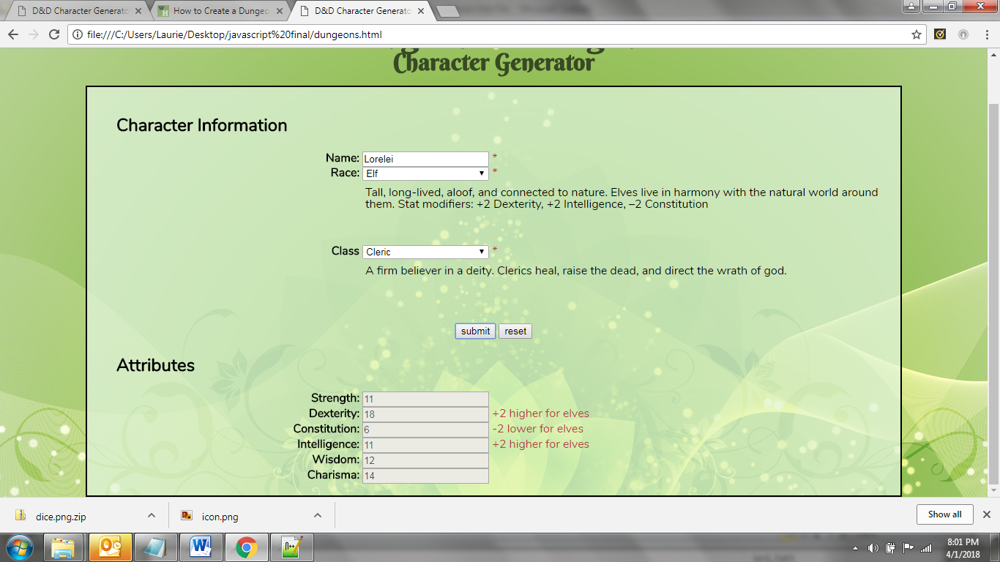 D&D Character Generato
How to Create a Dungeo
D&D Character Generato
file:///C:/Users/Laurie/Desktop/javascript%20final/dungeons.html
Character Generator
Character Information
Name: Lorelei *
Race: Elf *
Tall, long-lived, aloof, and connected to nature. Elves live in harmony with the natural world around
them. Stat modifiers: +2 Dexterity, +2 Intelligence, –2 Constitution
Class Cleric *
A firm believer in a deity. Clerics heal, raise the dead, and direct the wrath of god.
submit reset
Attributes
Strength: 11
Dexterity: 18 +2 higher for elves
Constitution: 6 -2 lower for elves
Intelligence: 11 +2 higher for elves
Wisdom: 12
Charisma: 14
dice.png.zip
icon.png
Show all
8:01 PM
4/1/2018